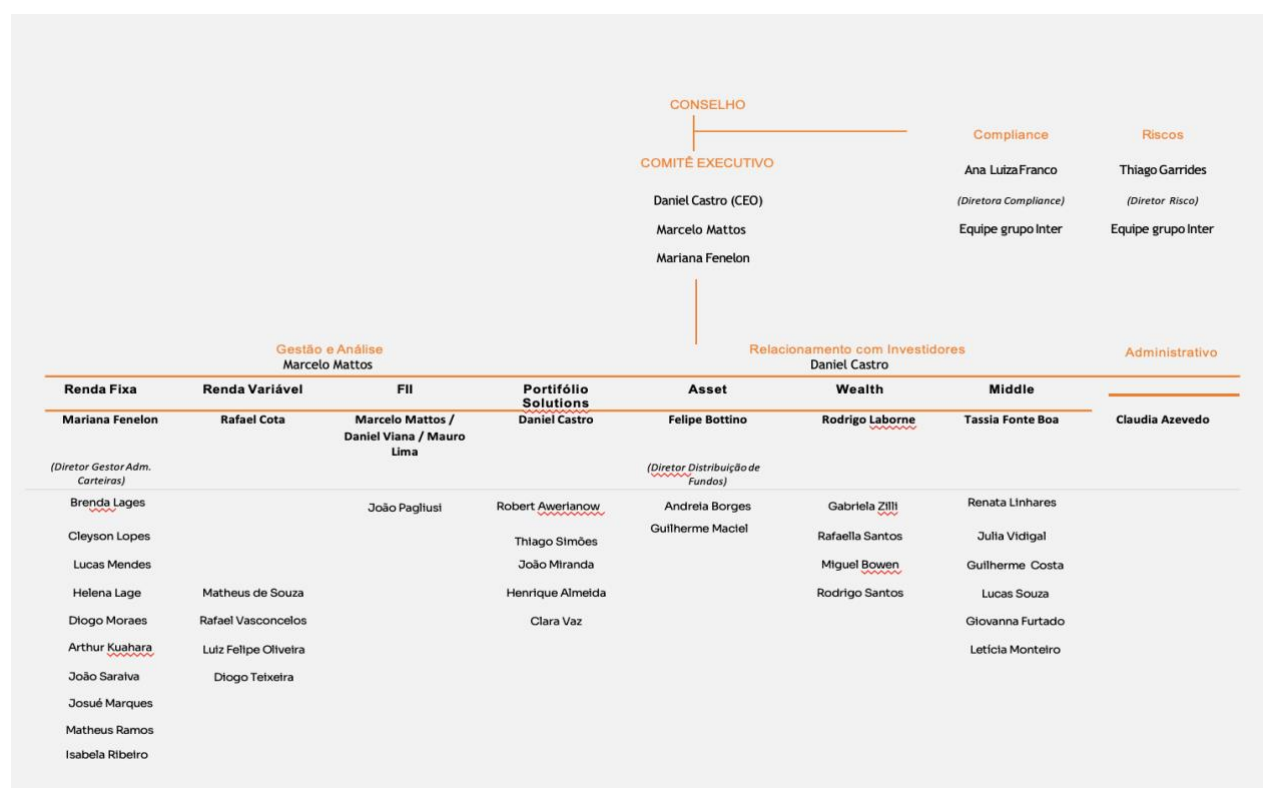 CONSELHO
Compliance
Riscos
COMITÊ EXECUTIVO
Ana Luiza Franco
Thiago Garrides
Daniel Castro (CEO)
(Diretora Compliance)
(Diretor Risco)
Marcelo Mattos
Equipe grupo Inter
Equipe grupo Inter
Mariana Fenelon
Gestão e Análise
Marcelo Mattos
Relacionamento com Investidores
Daniel Castro
Administrativo
Renda Fixa
Renda Variável
FII
Portifólio
Solutions
Asset
Wealth
Middle
Mariana Fenelon
Rafael Cota
Marcelo Mattos /
Daniel Viana / Mauro
Lima
Daniel Castro
Felipe Bottino
Rodrigo Laborne
Tassia Fonte Boa
Claudia Azevedo
(Diretor Gestor Adm.
Carteiras)
(Diretor Distribuição de
Fundos)
Brenda Lages
Cleyson Lopes
Lucas Mendes
Helena Lage
Diogo Moraes
Arthur Kuahara
João Saraiva
Josué Marques
Matheus Ramos
Isabela Ribeiro
Matheus de Souza
Rafael Vasconcelos
Luiz Felipe Oliveira
Diogo Teixeira
João Pagliusi
Robert Awerianow
Thiago Simões
João Miranda
Henrique Almeida
Clara Vaz
Andreia Borges
Guilherme Maciel
Gabriela Zilli
Rafaella Santos
Miguel Bowen
Rodrigo Santos
Renata Linhares
Julia Vidigal
Guilherme Costa
Lucas Souza
Giovanna Furtado
Letícia Monteiro